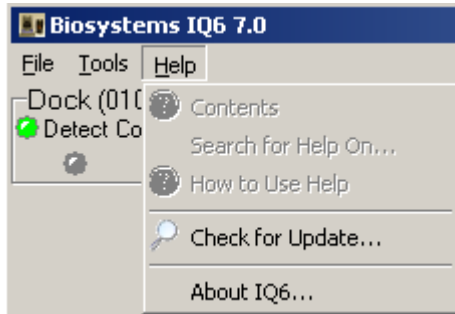 Biosystems IQ6 7.0
File Tools Help
Dock (010
Detect Co
Contents
Search for Help On...
How to Use Help
Check for Update...
About IQ6...